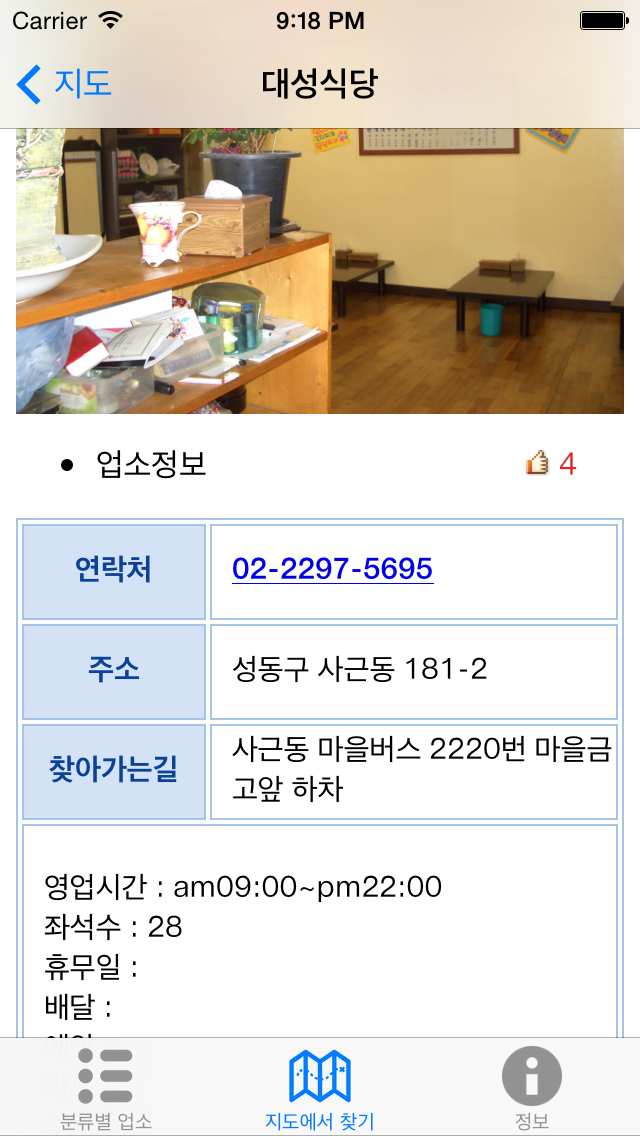 Carrier 9:18 PM
지도 대성식당
업소정보 4
연락처 02-2297-5695
주소 성동구 사근동 181-2
찾아가는길 사근동 마을버스 2220번 마을금
고앞 하차
영업시간 : am09:00~pm22:00
좌석수 : 28
휴무일 :
배달 :
분류별 업소 지도에서 찾기 정보